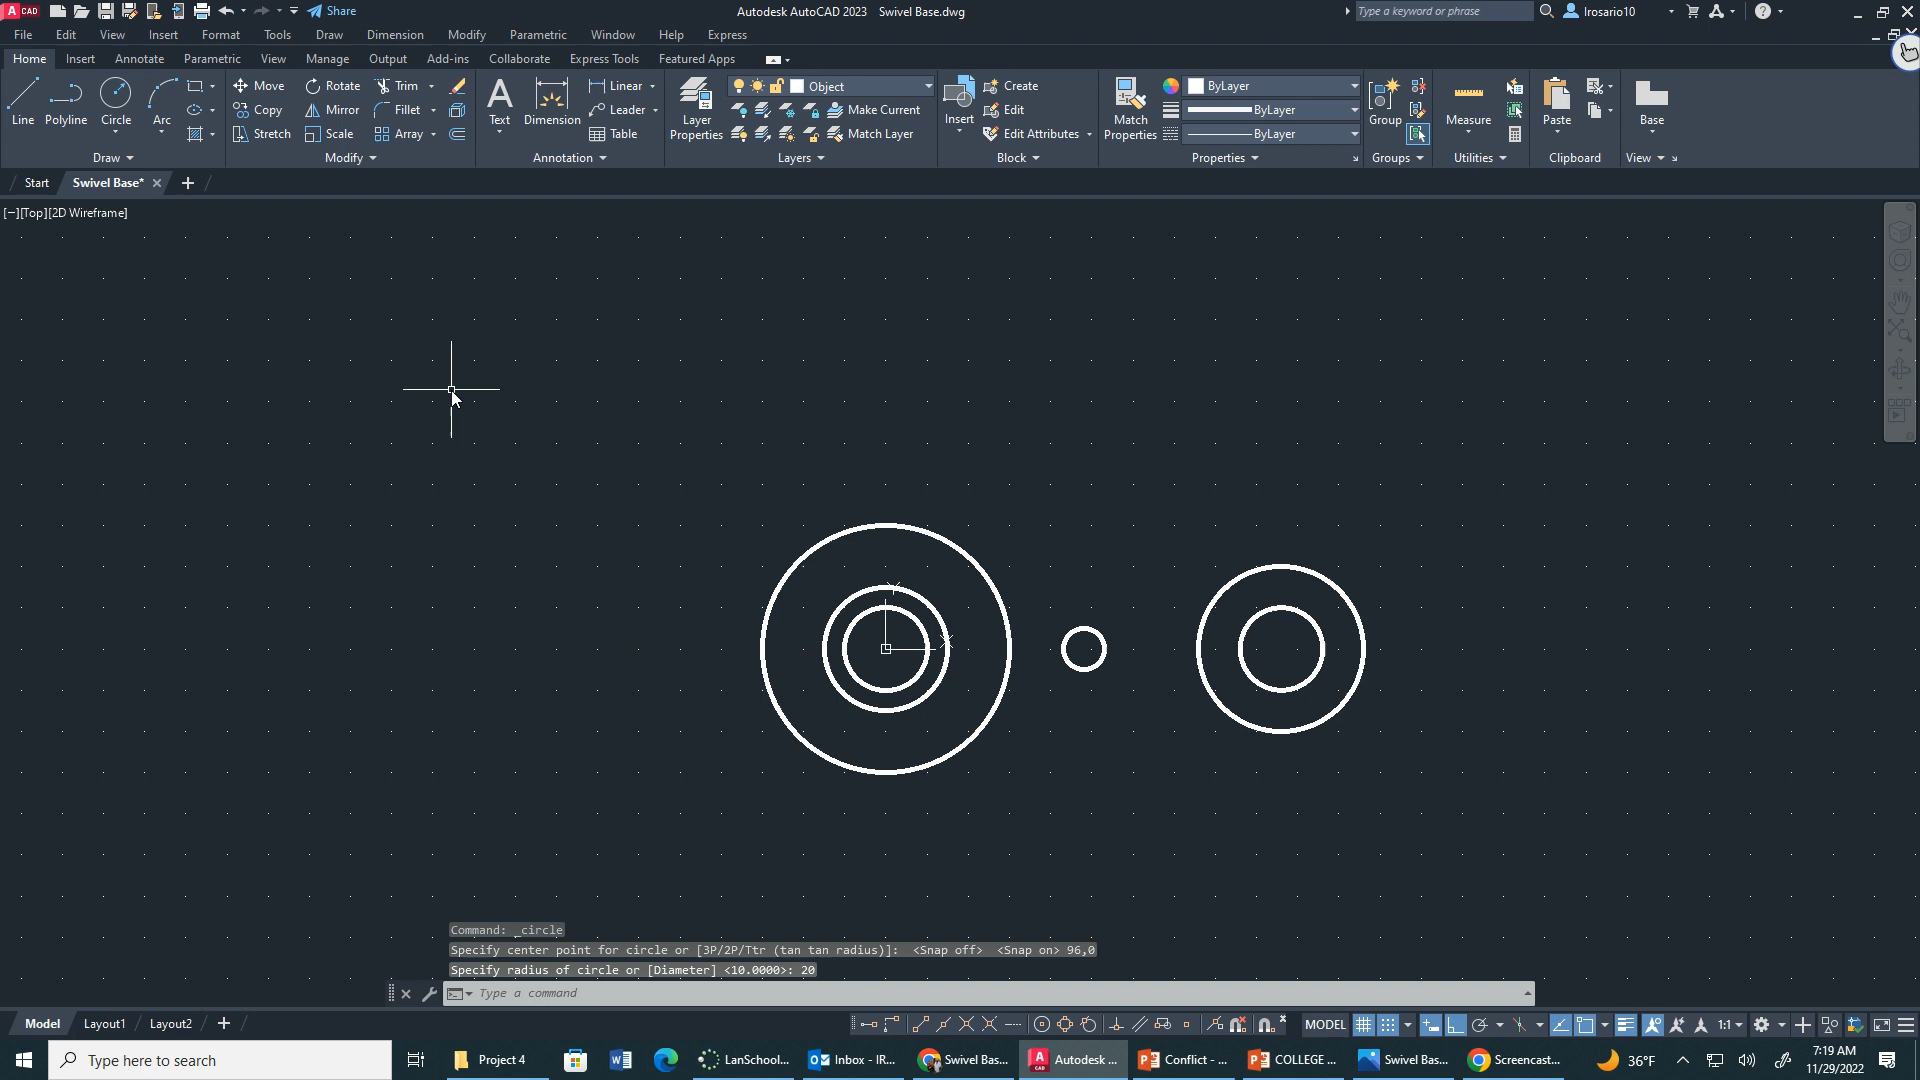 A CAD Share Autodesk AutoCAD 2023 Swivel Base.dwg Type a keyword or phrase lrosario10
File Edit View Insert Format Tools Draw Dimension Modify Parametric Window Help Express
Home Insert Annotate Parametric View Manage Output Add-ins Collaborate Express Tools Featured Apps
Line Polyline Circle Arc
Move Rotate Trim
Copy Mirror Fillet
Stretch Scale Array
Text Dimension Linear
Leader
Table
Layer Properties
Object
Make Current
Match Layer
Insert Create
Edit
Edit Attributes
Match Properties
ByLayer
ByLayer
ByLayer
Group Measure Paste Base
Draw Modify Annotation Layers Block Properties Groups Utilities Clipboard View
Start Swivel Base* +
[−][Top][2D Wireframe]
Y
X
Command: _circle
Specify center point for circle or [3P/2P/Ttr (tan tan radius)]: <Snap off> <Snap on> 96,0
Specify radius of circle or [Diameter] <10.0000>: 20
Type a command
Model Layout1 Layout2 + MODEL 1:1
Type here to search Project 4 LanSchool... Inbox - IR... Swivel Bas... Autodesk ... Conflict - ... COLLEGE ... Swivel Bas... Screencast... 36°F 7:19 AM
11/29/2022